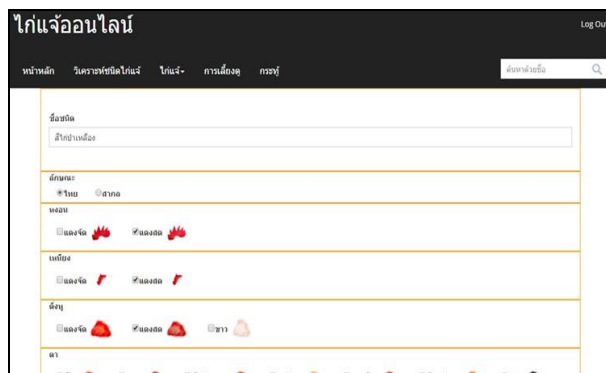 ไก่แจ้ออนไลน์
Log Ou
หน้าหลัก วิเคราะห์ชนิดไก่แจ้ ไก่แจ้ การเลี้ยงดู กระทู้
ค้นหาด้วยชื่อ
ชื่อชนิด
สีไก่ป่าเหลือง
ลักษณะ
ไทย สากล
หงอน
แดงจัด แดงสด
เหนียง
แดงจัด แดงสด
ติ่งหู
แดงจัด แดงสด ขาว
ตา